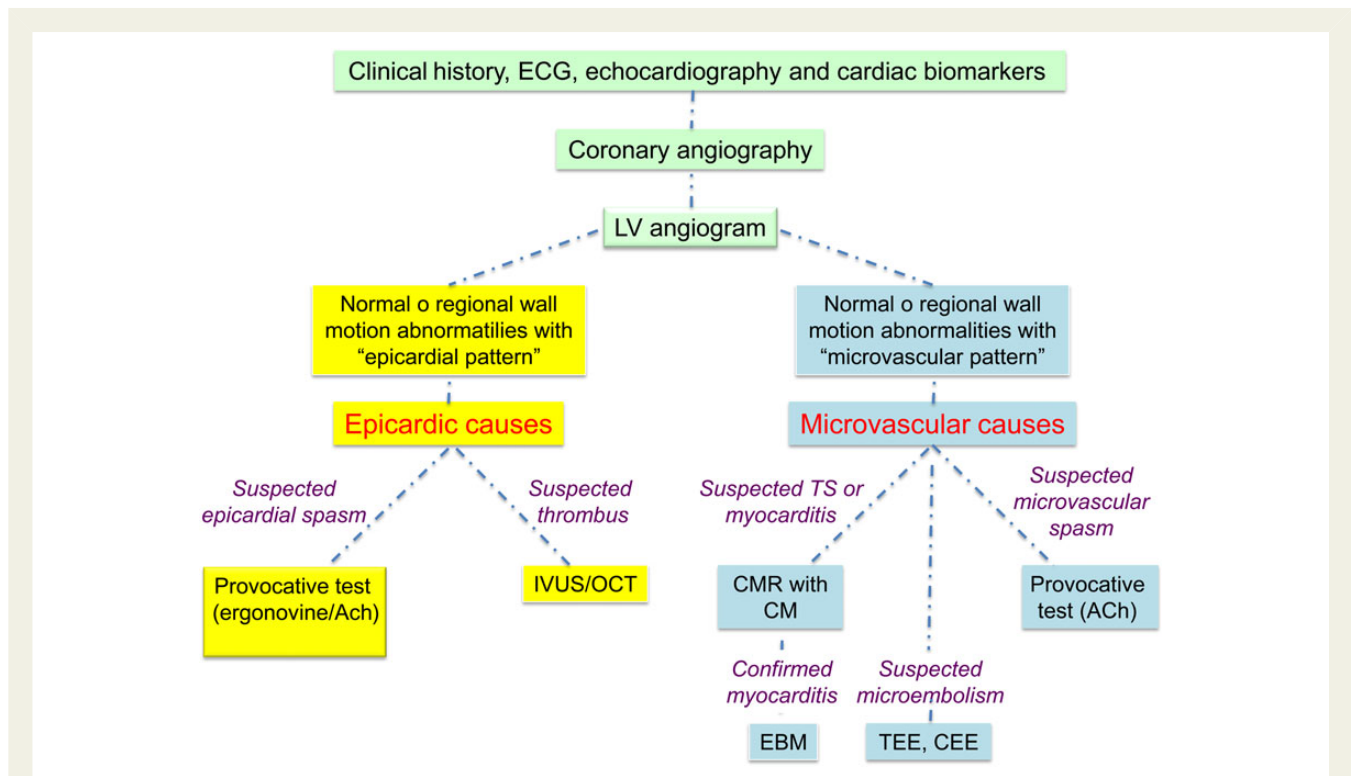 Clinical history, ECG, echocardiography and cardiac biomarkers
Coronary angiography
LV angiogram
Normal o regional wall
motion abnormatilies with
“epicardial pattern”
Normal o regional wall
motion abnormalities with
“microvascular pattern”
Epicardic causes
Microvascular causes
Suspected
epicardial spasm
Suspected
thrombus
Suspected TS or
myocarditis
Suspected
microvascular
spasm
Provocative test
(ergonovine/Ach)
IVUS/OCT
CMR with
CM
Provocative
test (ACh)
Confirmed
myocarditis
Suspected
microembolism
EBM
TEE, CEE